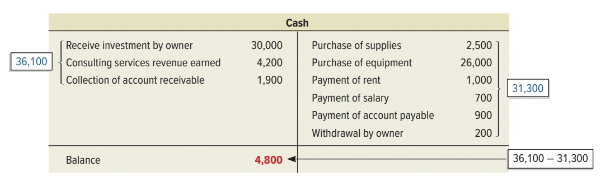 Cash
Receive investment by owner 30,000 Purchase of supplies 2,500
36,100 Consulting services revenue earned 4,200 Purchase of equipment 26,000
Collection of account receivable 1,900 Payment of rent 1,000
31,300
Payment of salary 700
Payment of account payable 900
Withdrawal by owner 200
Balance 4,800 36,100 – 31,300